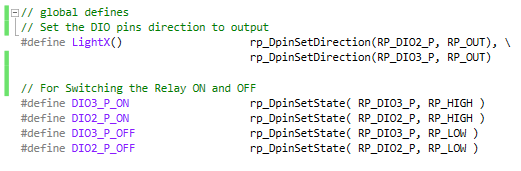 // global defines
// Set the DIO pins direction to output
#define LightX() rp_DpinSetDirection(RP_DIO2_P, RP_OUT), \
rp_DpinSetDirection(RP_DIO3_P, RP_OUT)
// For Switching the Relay ON and OFF
#define DIO3_P_ON rp_DpinSetState( RP_DIO3_P, RP_HIGH )
#define DIO2_P_ON rp_DpinSetState( RP_DIO2_P, RP_HIGH )
#define DIO3_P_OFF rp_DpinSetState( RP_DIO3_P, RP_LOW )
#define DIO2_P_OFF rp_DpinSetState( RP_DIO2_P, RP_LOW )